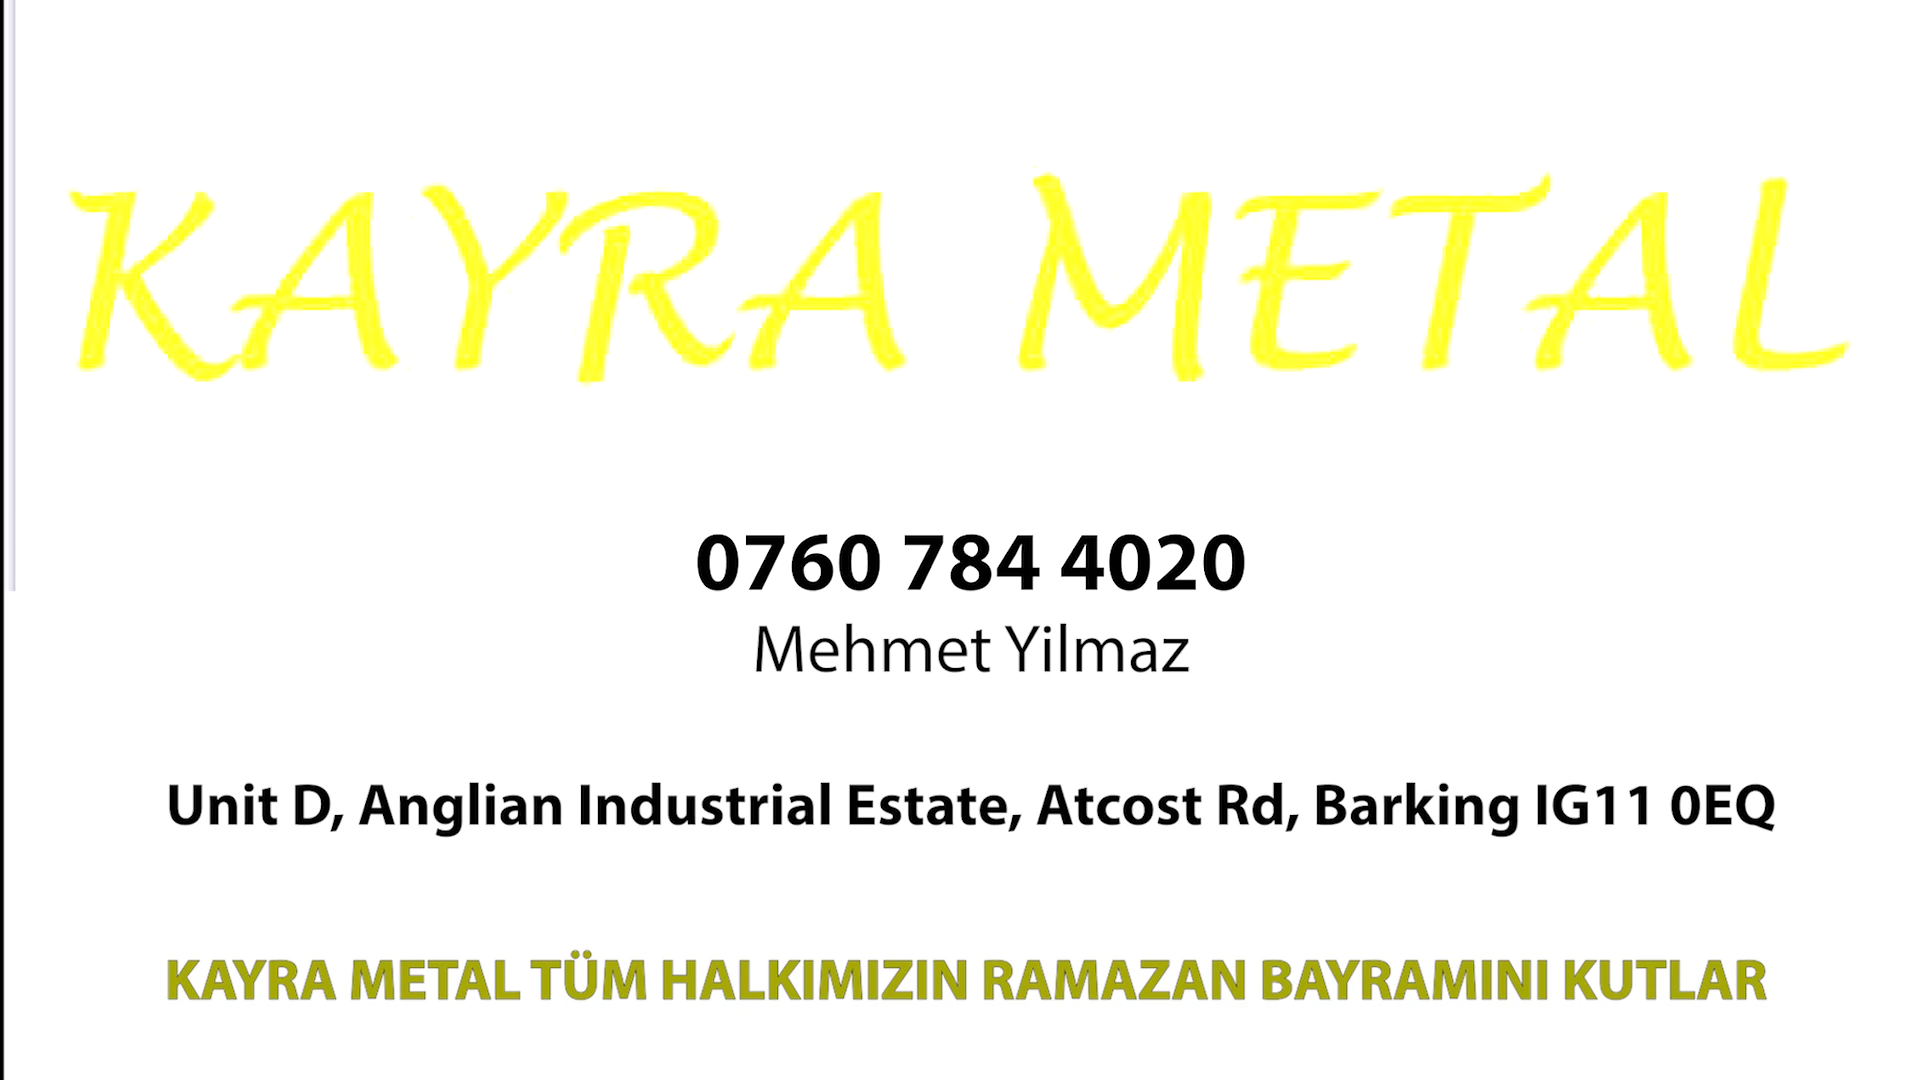 KAYRA METAL
0760 784 4020
Mehmet Yilmaz
Unit D, Anglian Industrial Estate, Atcost Rd, Barking IG11 0EQ
KAYRA METAL TÜM HALKIMIZIN RAMAZAN BAYRAMINI KUTLAR